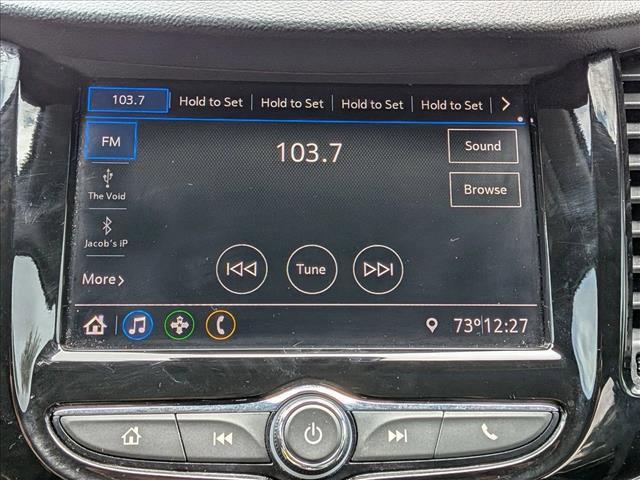 103.7 Hold to Set Hold to Set Hold to Set Hold to Set
FM
103.7
Sound
Browse
The Void
Jacob's iP
More
Tune
73° 12:27